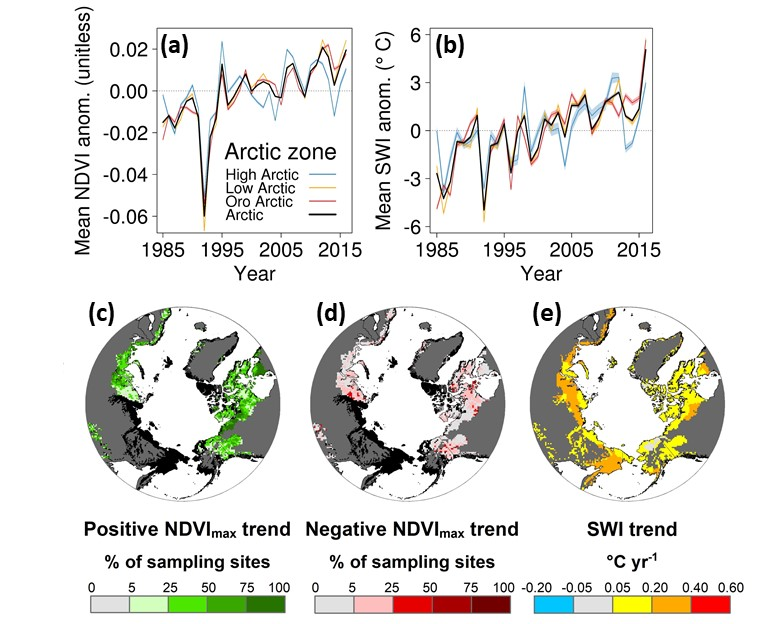 (a)
Mean NDVI anom. (unitless)
0.02
0.00
-0.02
-0.04
-0.06
Arctic zone
High Arctic
Low Arctic
Oro Arctic
Arctic
1985 1995 2005 2015
Year
(b)
Mean SWI anom. (° C)
6
3
0
-3
-6
1985 1995 2005 2015
Year
(c)
(d)
(e)
Positive NDVImax trend
% of sampling sites
0 5 25 50 75 100
Negative NDVImax trend
% of sampling sites
0 5 25 50 75 100
SWI trend
°C yr-1
-0.20 -0.05 0.05 0.20 0.40 0.60